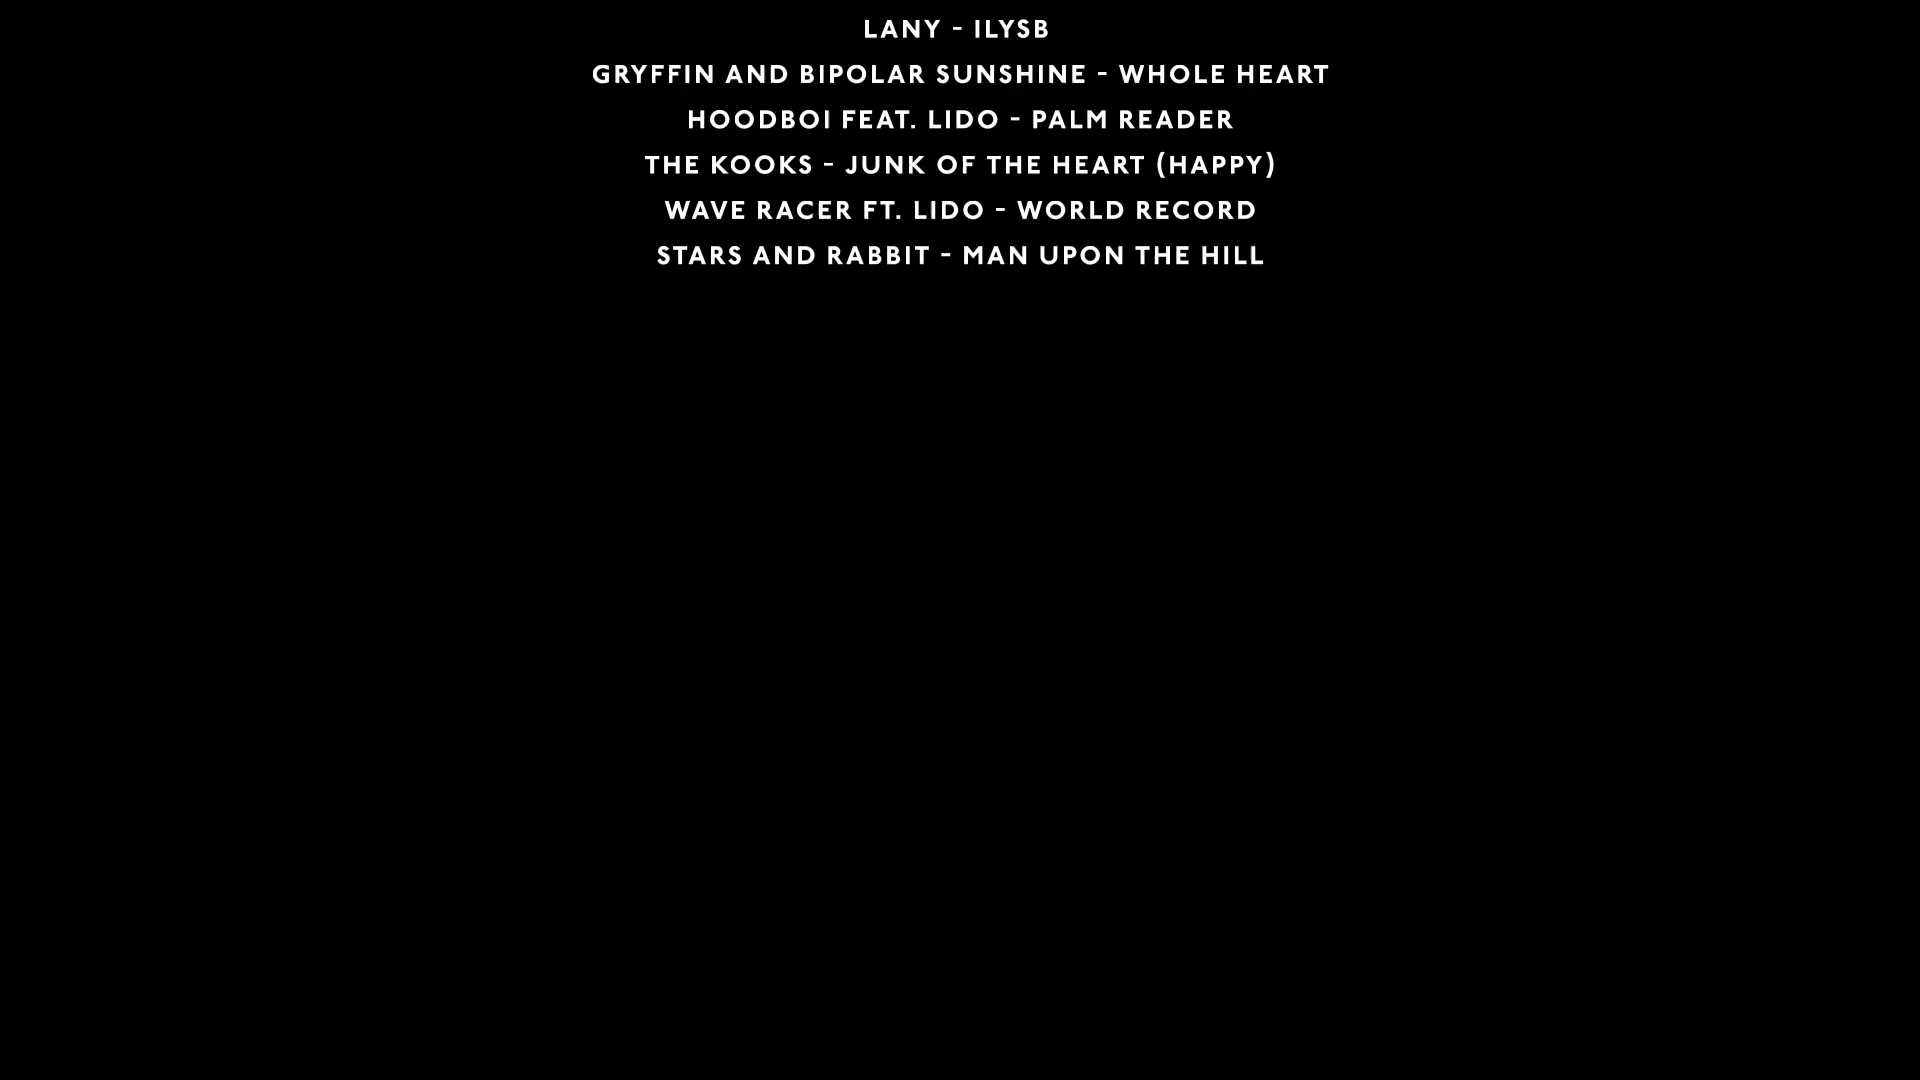 LANY - ILYSB
GRYFFIN AND BIPOLAR SUNSHINE - WHOLE HEART
HOODBOI FEAT. LIDO - PALM READER
THE KOOKS - JUNK OF THE HEART (HAPPY)
WAVE RACER FT. LIDO - WORLD RECORD
STARS AND RABBIT - MAN UPON THE HILL